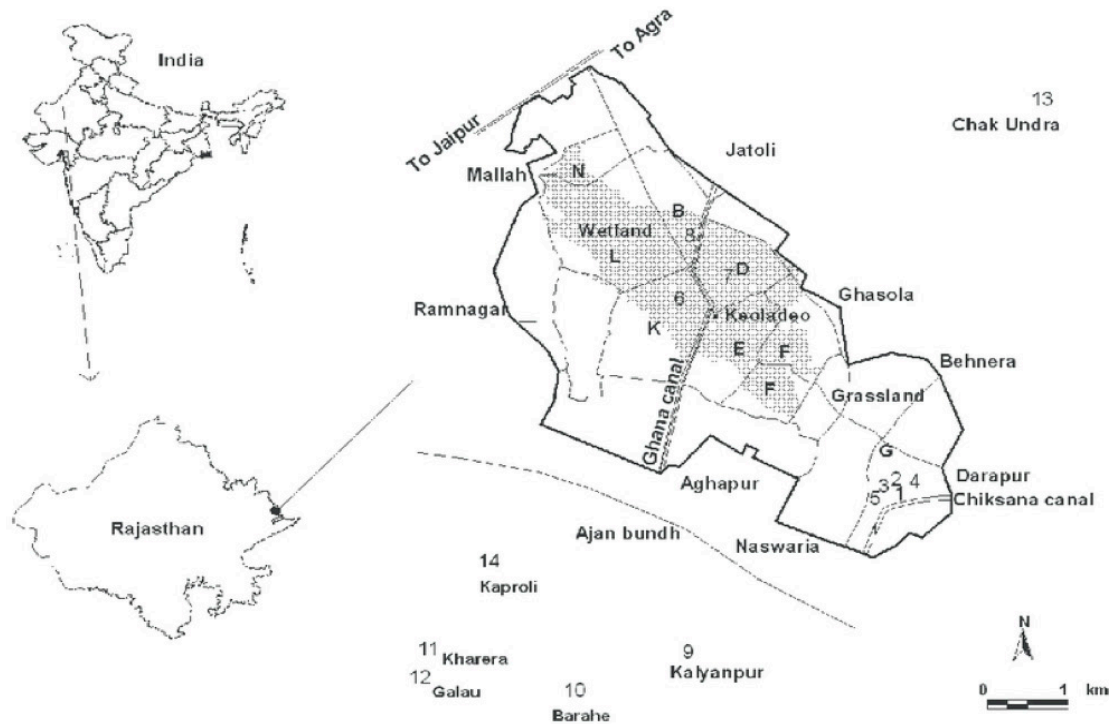 India
To Agra
To Jaipur
13
Chak Undra
Jatoli
Mallah
N
B
Wetland
8
L
7 D
Ghasola
6
Ramnagar
Keoladeo
K
E
F
Behnera
Ghana canal
F
Grassland
G
Aghapur
Darapur
5 3 2 1 4
Chiksana canal
Rajasthan
Ajan bundh
Naswaria
14
Kaproli
N
11 Kharera
9
Kalyanpur
12 Galau
10
Barahe
0 1 km